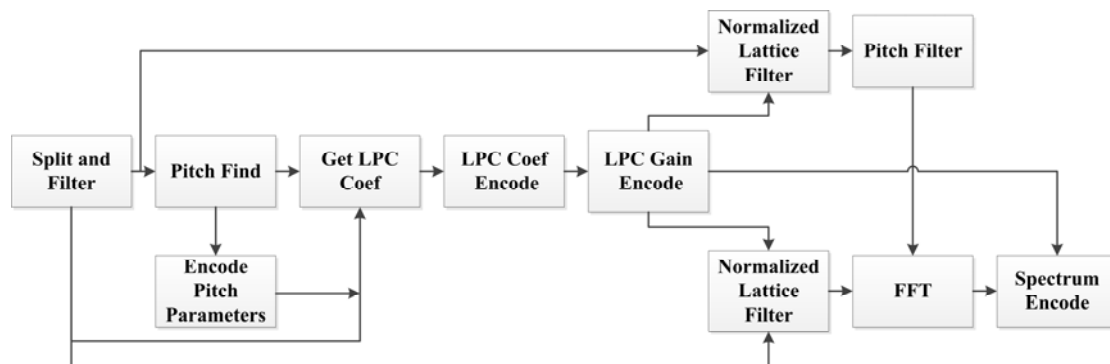 Normalized
Lattice
Filter
Pitch Filter
Split and
Filter
Pitch Find
Get LPC
Coef
LPC Coef
Encode
LPC Gain
Encode
Encode
Pitch
Parameters
Normalized
Lattice
Filter
FFT
Spectrum
Encode